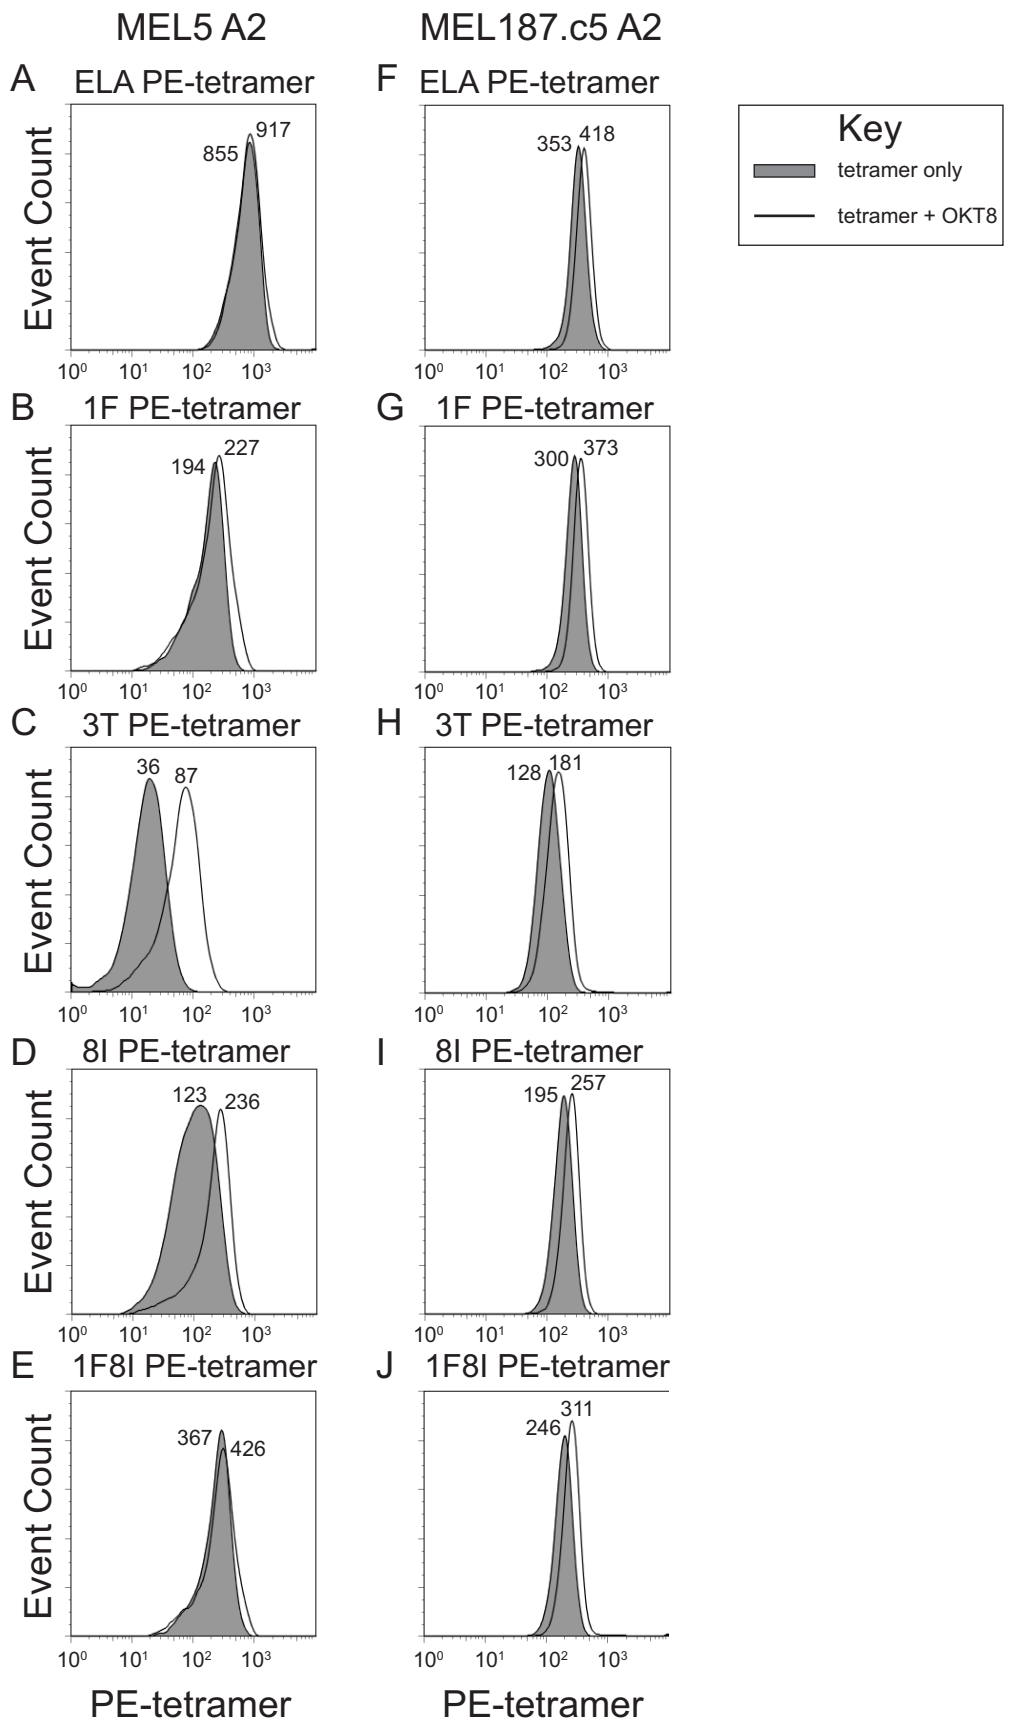 MEL5 A2
MEL187.c5 A2
A
ELA PE-tetramer
917
855
Event Count
10⁰ 10¹ 10² 10³
F
ELA PE-tetramer
353
418
10⁰ 10¹ 10² 10³
Key
tetramer only
tetramer + OKT8
B
1F PE-tetramer
227
194
Event Count
10⁰ 10¹ 10² 10³
G
1F PE-tetramer
300
373
10⁰ 10¹ 10² 10³
C
3T PE-tetramer
36
87
Event Count
10⁰ 10¹ 10² 10³
H
3T PE-tetramer
128
181
10⁰ 10¹ 10² 10³
D
8I PE-tetramer
123
236
Event Count
10⁰ 10¹ 10² 10³
I
8I PE-tetramer
195
257
10⁰ 10¹ 10² 10³
E
1F8I PE-tetramer
367
426
Event Count
10⁰ 10¹ 10² 10³
PE-tetramer
J
1F8I PE-tetramer
311
246
10⁰ 10¹ 10² 10³
PE-tetramer